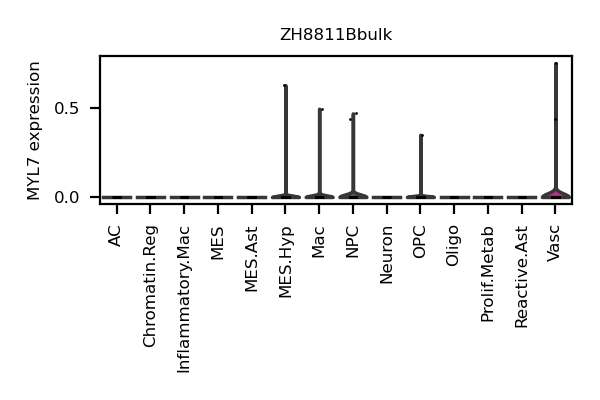 ZH8811Bbulk
MYL7 expression
0.5
0.0
AC
Chromatin.Reg
Inflammatory.Mac
MES
MES.Ast
MES.Hyp
Mac
NPC
Neuron
OPC
Oligo
Prolif.Metab
Reactive.Ast
Vasc